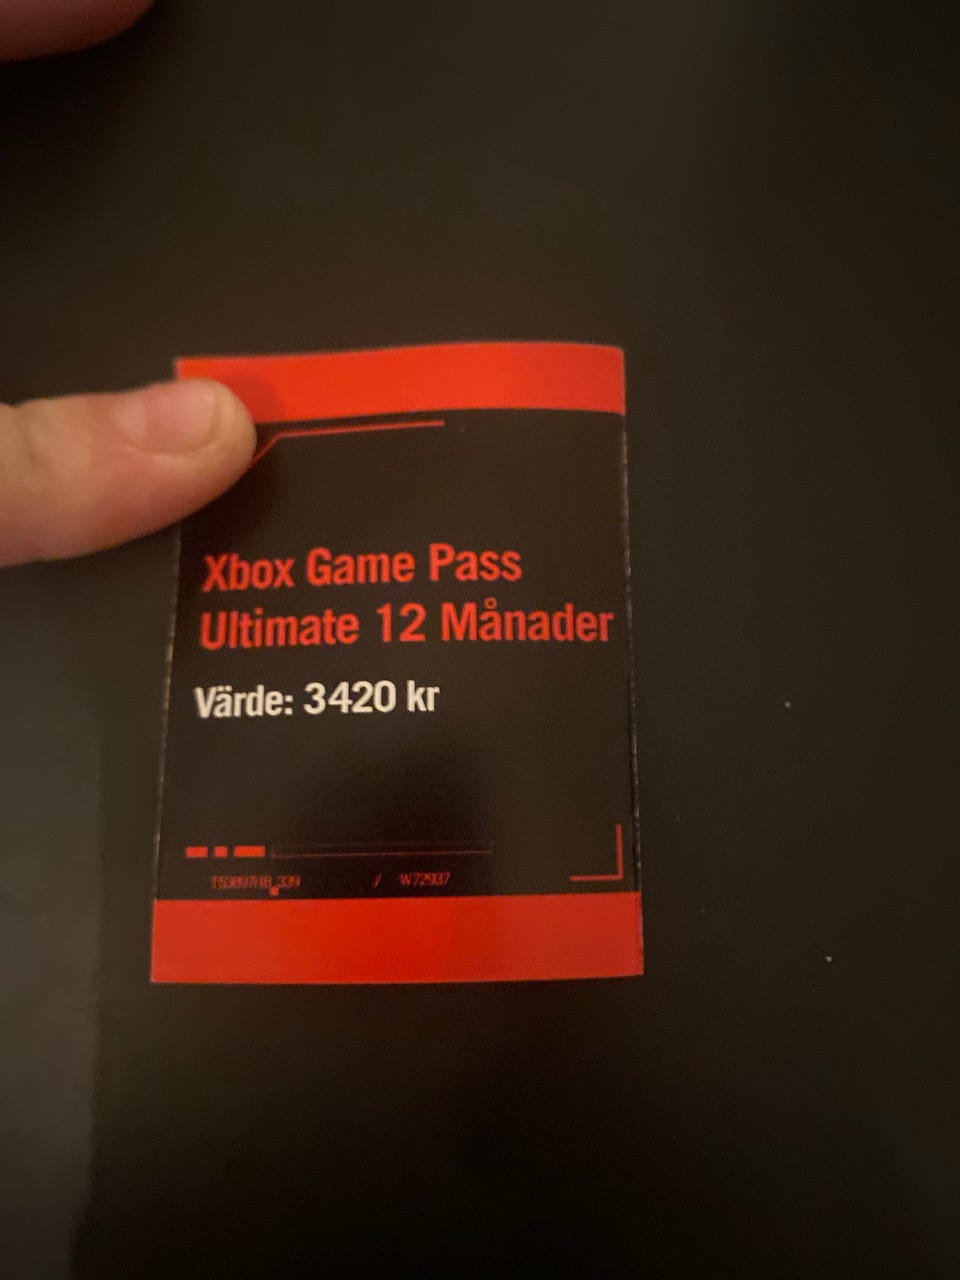 Xbox Game Pass
Ultimate 12 Månader
Värde: 3420 kr
/ W72937